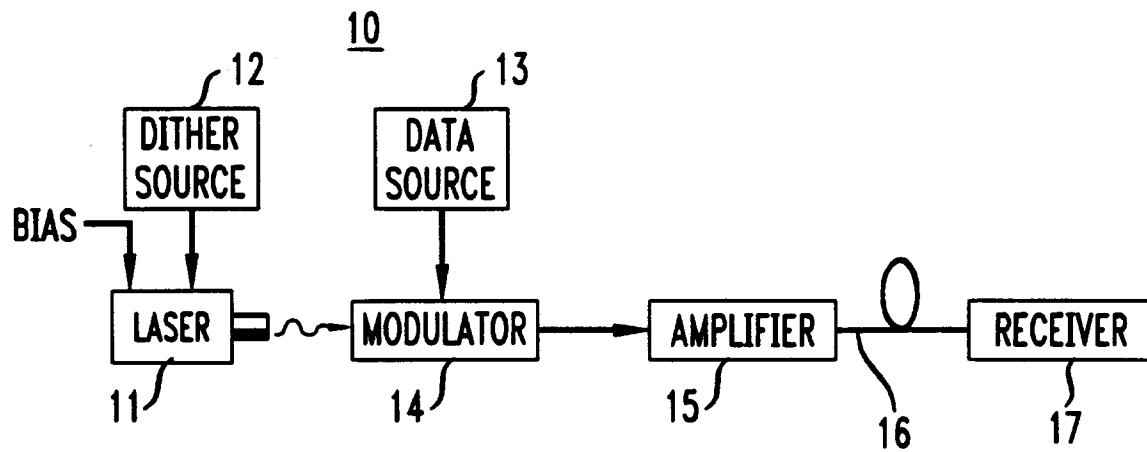 10
12
13
DITHER
SOURCE
DATA
SOURCE
BIAS
LASER
MODULATOR
AMPLIFIER
RECEIVER
11
14
15
16
17